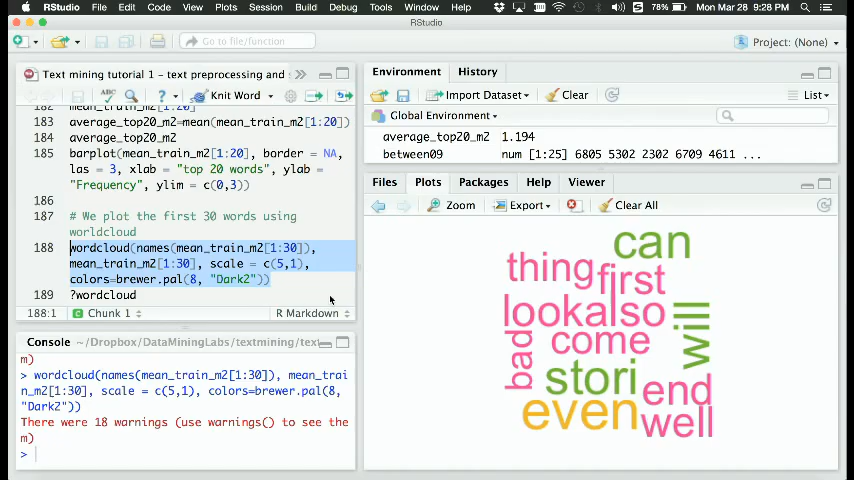 RStudio File Edit Code View Plots Session Build Debug Tools Window Help 78% Mon Mar 28 9:28 PM
RStudio
Go to file/function Project: (None)
Text mining tutorial 1 - text preprocessing and
Knit Word
182 mean_train_m2[1:20]
183 average_top20_m2=mean(mean_train_m2[1:20])
184 average_top20_m2
185 barplot(mean_train_m2[1:20], border = NA,
las = 3, xlab = "top 20 words", ylab =
"Frequency", ylim = c(0,3))
186
187 # We plot the first 30 words using
worldcloud
188 wordcloud(names(mean_train_m2[1:30]),
mean_train_m2[1:30], scale = c(5,1),
colors=brewer.pal(8, "Dark2"))
189 ?wordcloud
188:1 Chunk 1 R Markdown
Console ~/Dropbox/DataMiningLabs/textmining/text
m)
> wordcloud(names(mean_train_m2[1:30]), mean_trai
n_m2[1:30], scale = c(5,1), colors=brewer.pal(8,
"Dark2"))
There were 18 warnings (use warnings() to see the
m)
>
Environment History
Import Dataset Clear List
Global Environment
average_top20_m2 1.194
between09 num [1:25] 6805 5302 2302 6709 4611 ...
Files Plots Packages Help Viewer
Zoom Export Clear All
can
thing
first
look
also
will
bad
come
stori
end
even
well